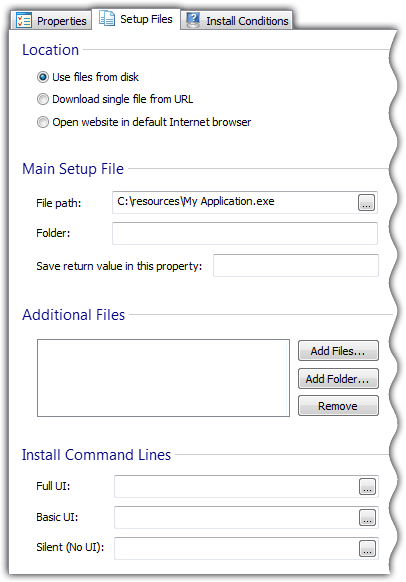 Properties Setup Files Install Conditions
Location
Use files from disk
Download single file from URL
Open website in default Internet browser
Main Setup File
File path: C:\resources\My Application.exe ...
Folder:
Save return value in this property:
Additional Files
Add Files...
Add Folder...
Remove
Install Command Lines
Full UI: ...
Basic UI: ...
Silent (No UI): ...